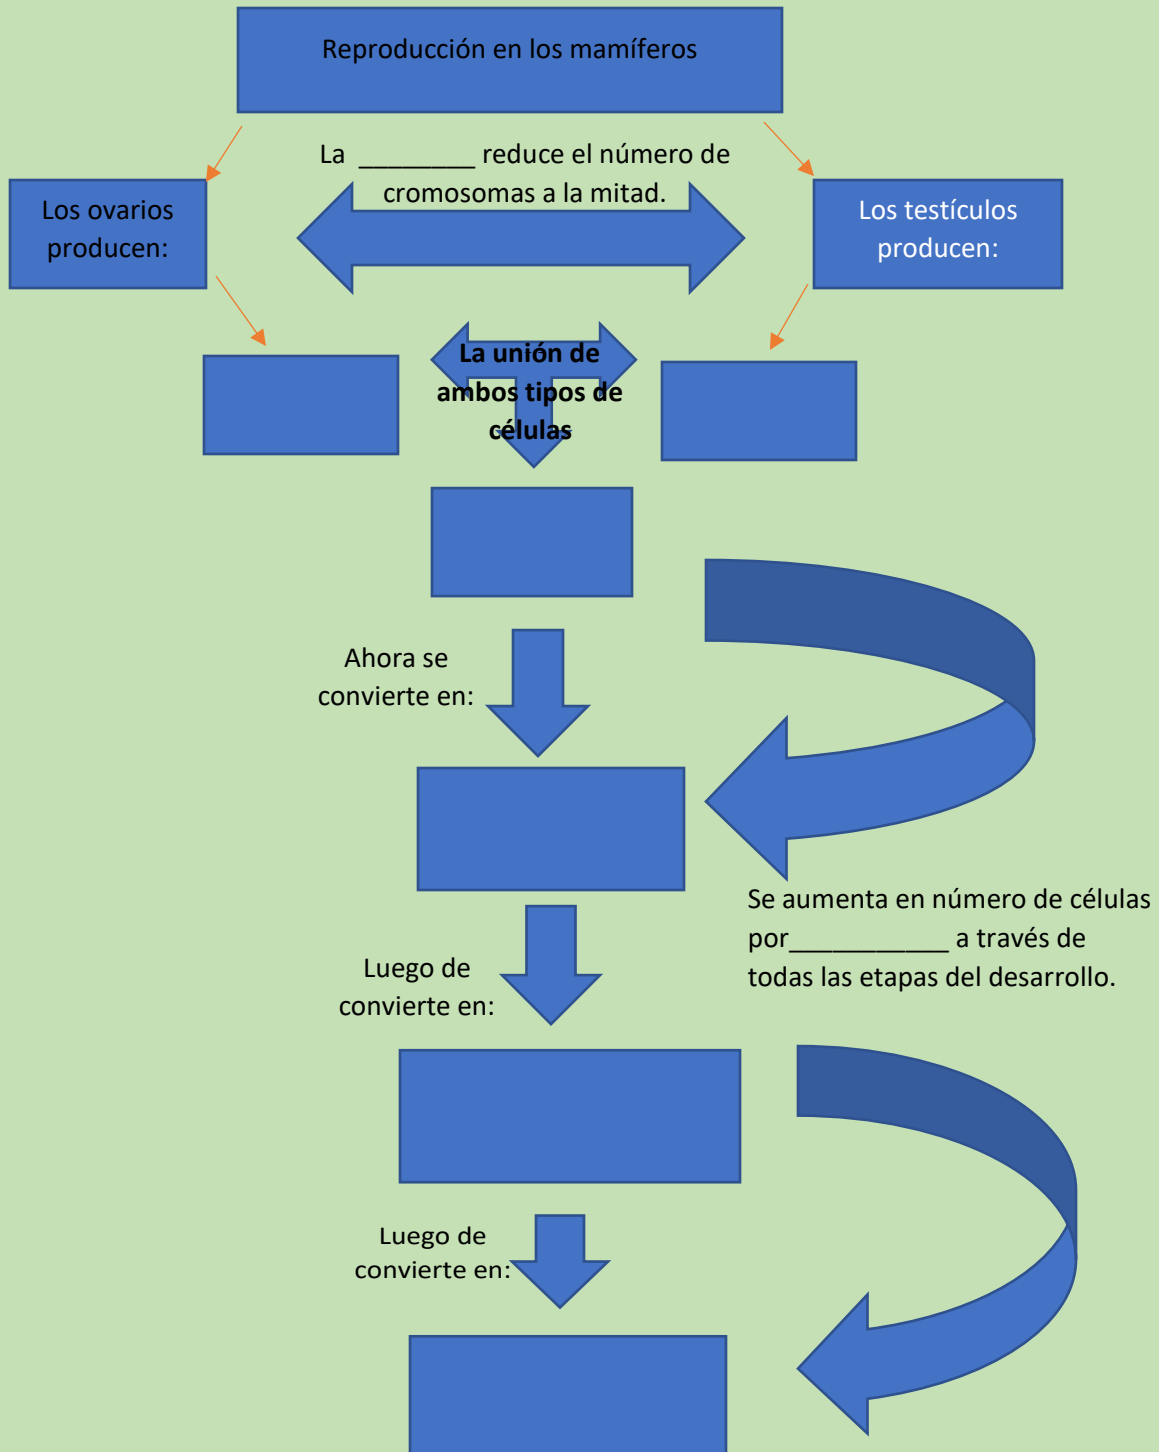 Reproducción en los mamíferos
La ________ reduce el número de
cromosomas a la mitad.
Los ovarios
producen:
Los testículos
producen:
La unión de
ambos tipos de
células
Ahora se
convierte en:
Se aumenta en número de células
por___________ a través de
todas las etapas del desarrollo.
Luego de
convierte en:
Luego de
convierte en: